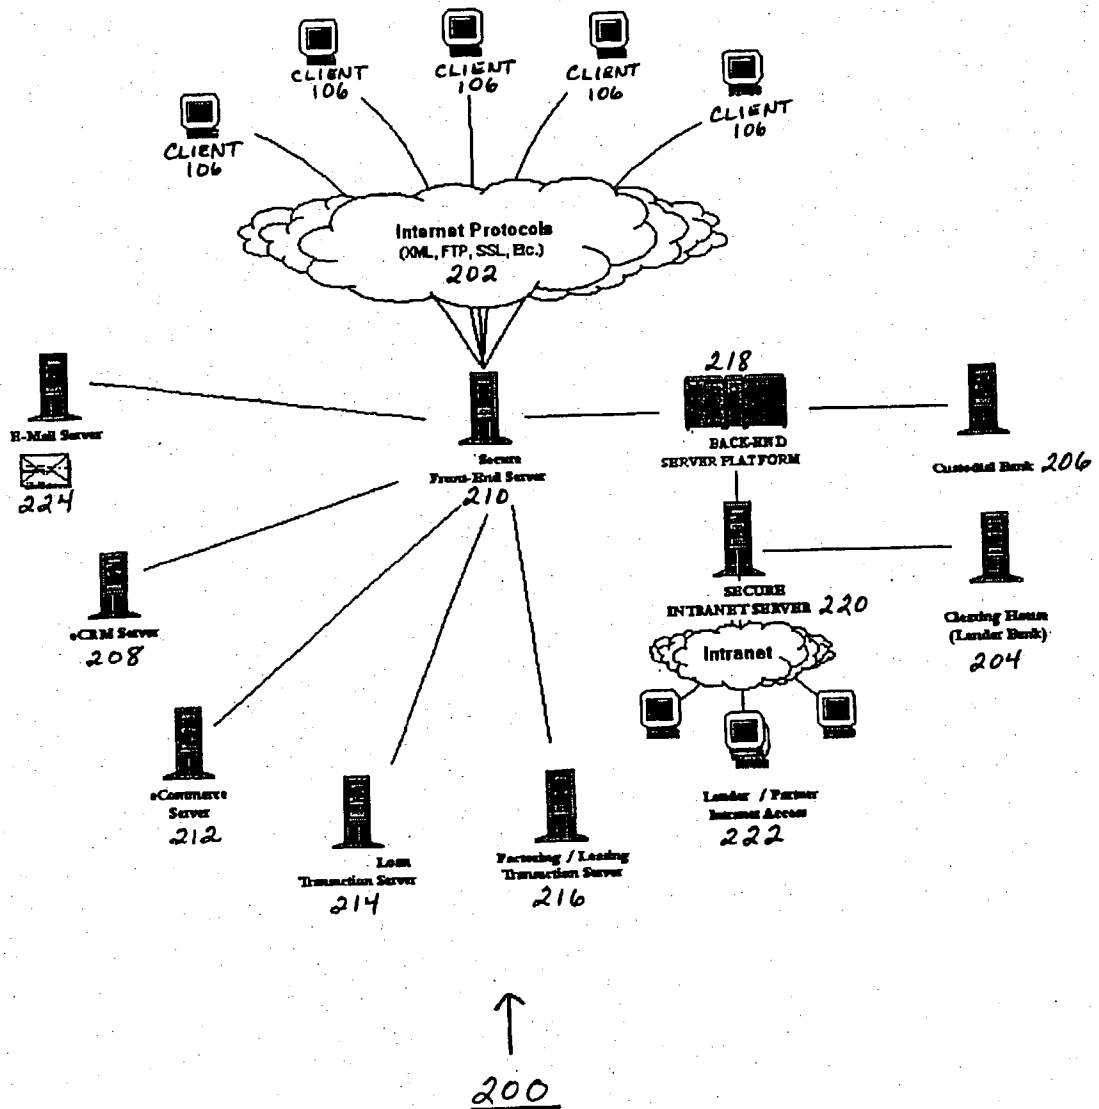 CLIENT
106
CLIENT
106
CLIENT
106
CLIENT
106
CLIENT
106
Internet Protocols
(XML, FTP, SSL, Etc.)
202
E-Mail Server
224
Secure
Front-End Server
210
218
BACK-END
SERVER PLATFORM
Custodial Bank 206
eCRM Server
208
SECURE
INTRANET SERVER 220
Clearing House
(Lender Bank)
204
Intranet
eCommerce
Server
212
Loan
Transaction Server
214
Factoring / Leasing
Transaction Server
216
Lender / Partner
Intranet Access
222
200